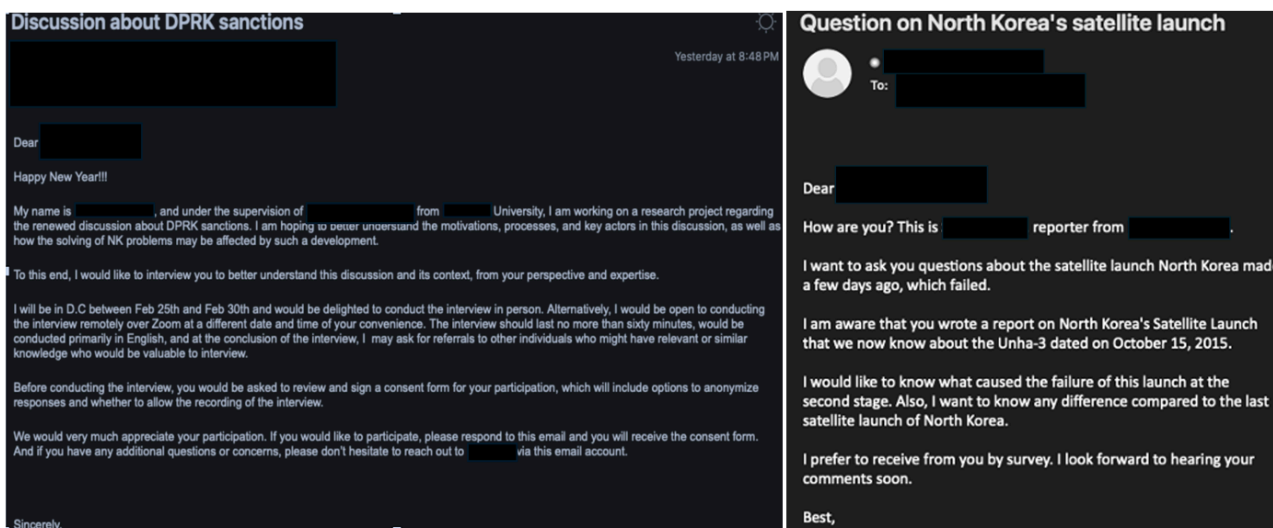 Discussion about DPRK sanctions
Yesterday at 8:48 PM
Dear
Happy New Year!!!
My name is , and under the supervision of from University, I am working on a research project regarding
the renewed discussion about DPRK sanctions. I am hoping to better understand the motivations, processes, and key actors in this discussion, as well as
how the solving of NK problems may be affected by such a development.
To this end, I would like to interview you to better understand this discussion and its context, from your perspective and expertise.
I will be in D.C between Feb 25th and Feb 30th and would be delighted to conduct the interview in person. Alternatively, I would be open to conducting
the interview remotely over Zoom at a different date and time of your convenience. The interview should last no more than sixty minutes, would be
conducted primarily in English, and at the conclusion of the interview, I may ask for referrals to other individuals who might have relevant or similar
knowledge who would be valuable to interview.
Before conducting the interview, you would be asked to review and sign a consent form for your participation, which will include options to anonymize
responses and whether to allow the recording of the interview.
We would very much appreciate your participation. If you would like to participate, please respond to this email and you will receive the consent form.
And if you have any additional questions or concerns, please don't hesitate to reach out to via this email account.
Sincerely,
Question on North Korea's satellite launch
To:
Dear
How are you? This is reporter from .
I want to ask you questions about the satellite launch North Korea made
a few days ago, which failed.
I am aware that you wrote a report on North Korea's Satellite Launch
that we now know about the Unha-3 dated on October 15, 2015.
I would like to know what caused the failure of this launch at the
second stage. Also, I want to know any difference compared to the last
satellite launch of North Korea.
I prefer to receive from you by survey. I look forward to hearing your
comments soon.
Best,